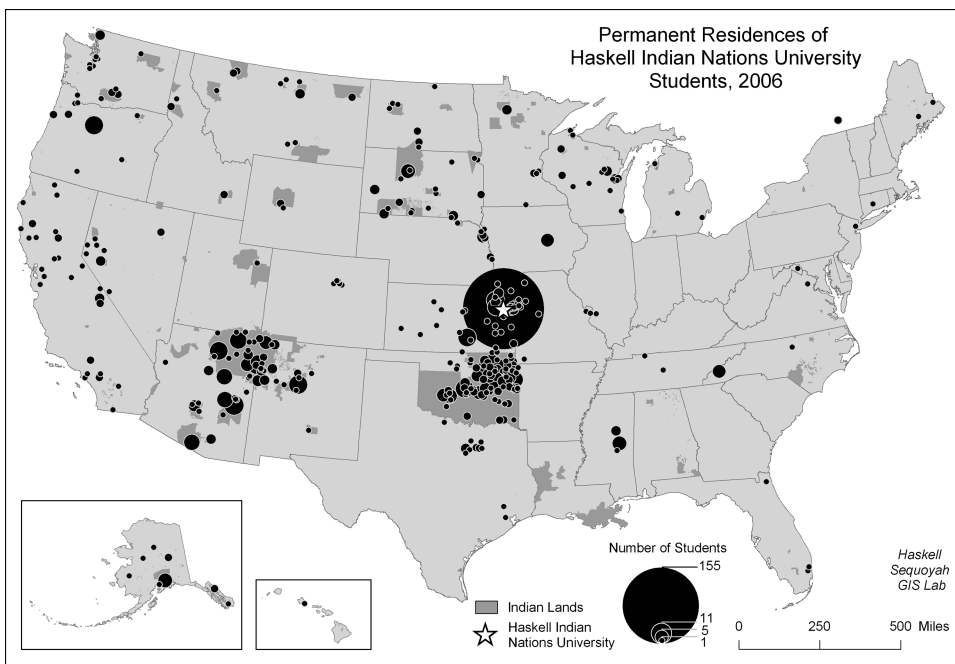 Permanent Residences of
Haskell Indian Nations University
Students, 2006
Number of Students
155
11
5
1
Indian Lands
Haskell Indian
Nations University
Haskell
Sequoyah
GIS Lab
0 250 500 Miles